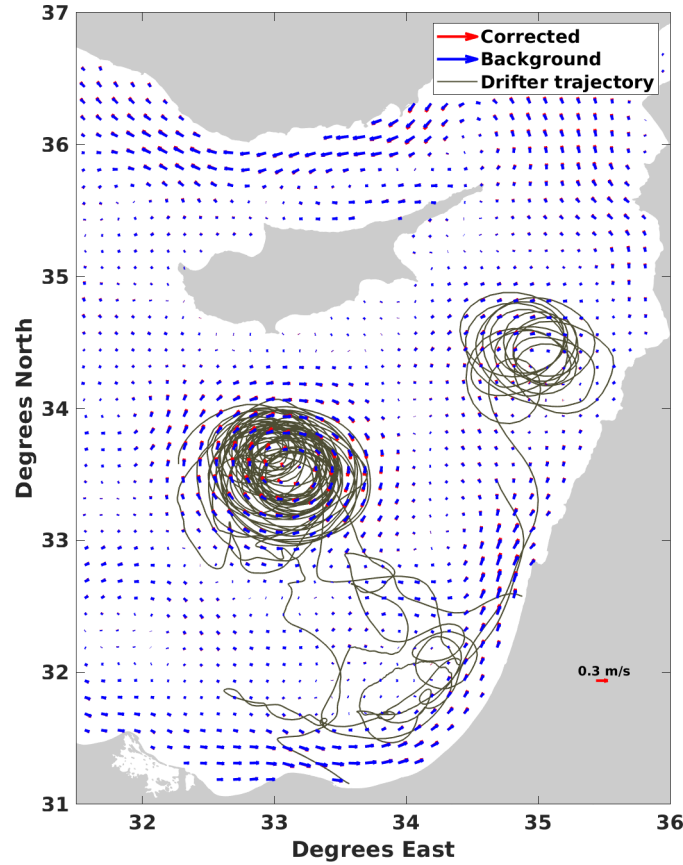 37
36
35
34
33
32
31
Degrees North
Corrected
Background
Drifter trajectory
0.3 m/s
32
33
34
35
36
Degrees East